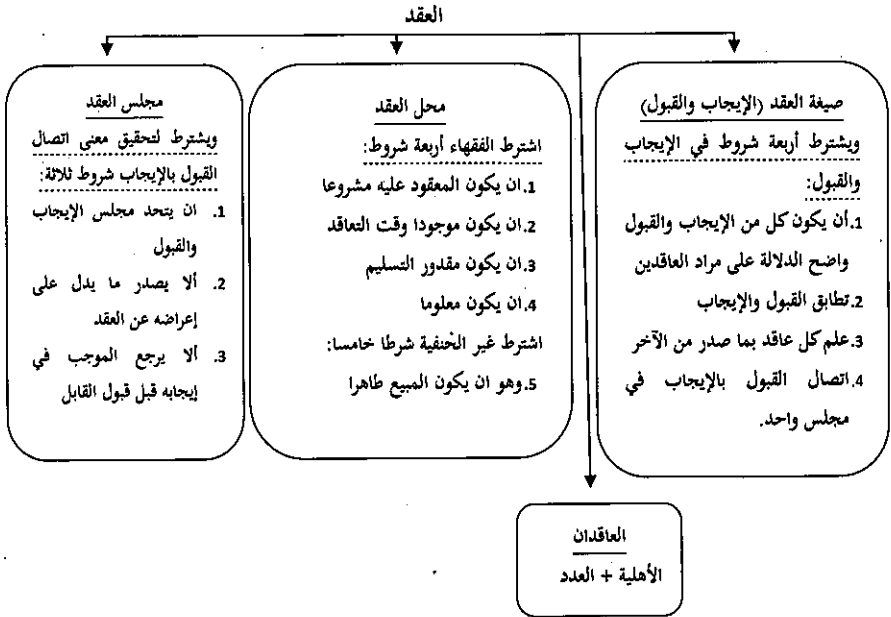 العقد
صيغة العقد (الإيجاب والقبول)
ويشترط أربعة شروط في الإيجاب
والقبول:
1.أن يكون كل من الإيجاب والقبول
واضح الدلالة على مراد العاقدين
2.تطابق القبول والإيجاب
3.علم كل عاقد بما صدر من الآخر
4.اتصال القبول بالإيجاب في
مجلس واحد.
محل العقد
اشترط الفقهاء أربعة شروط:
1.ان يكون المعقود عليه مشروعا
2.ان يكون موجودا وقت التعاقد
3.ان يكون مقدور التسليم
4.ان يكون معلوما
اشترط غير الحنفية شرطا خامسا:
5.وهو ان يكون المبيع طاهرا
مجلس العقد
ويشترط لتحقيق معنى اتصال
القبول بالإيجاب شروط ثلاثة:
1. ان يتحد مجلس الإيجاب
والقبول
2. ألا يصدر ما يدل على
إعراضه عن العقد
3. ألا يرجع الموجب في
إيجابه قبل قبول القابل
العاقدان
الأهلية + العدد